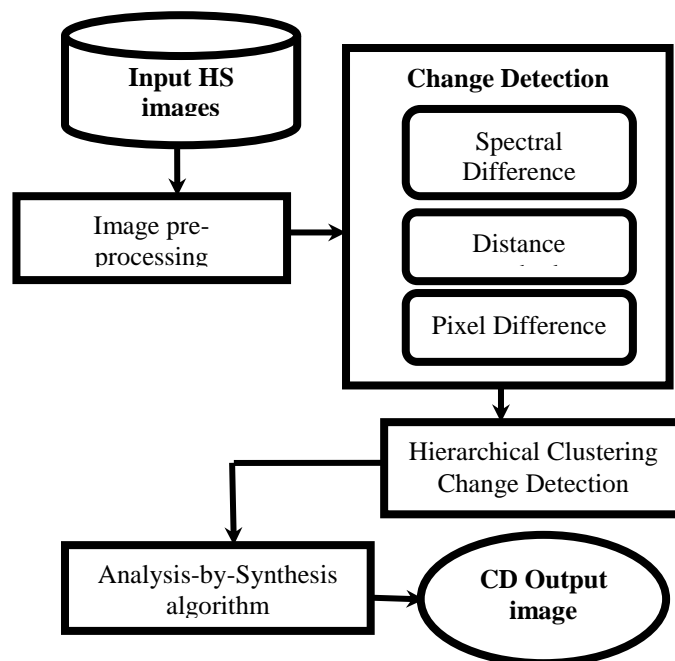 Input HS
images
Change Detection
Spectral
Difference
Image pre-
processing
Distance
Pixel Difference
Hierarchical Clustering
Change Detection
Analysis-by-Synthesis
algorithm
CD Output
image